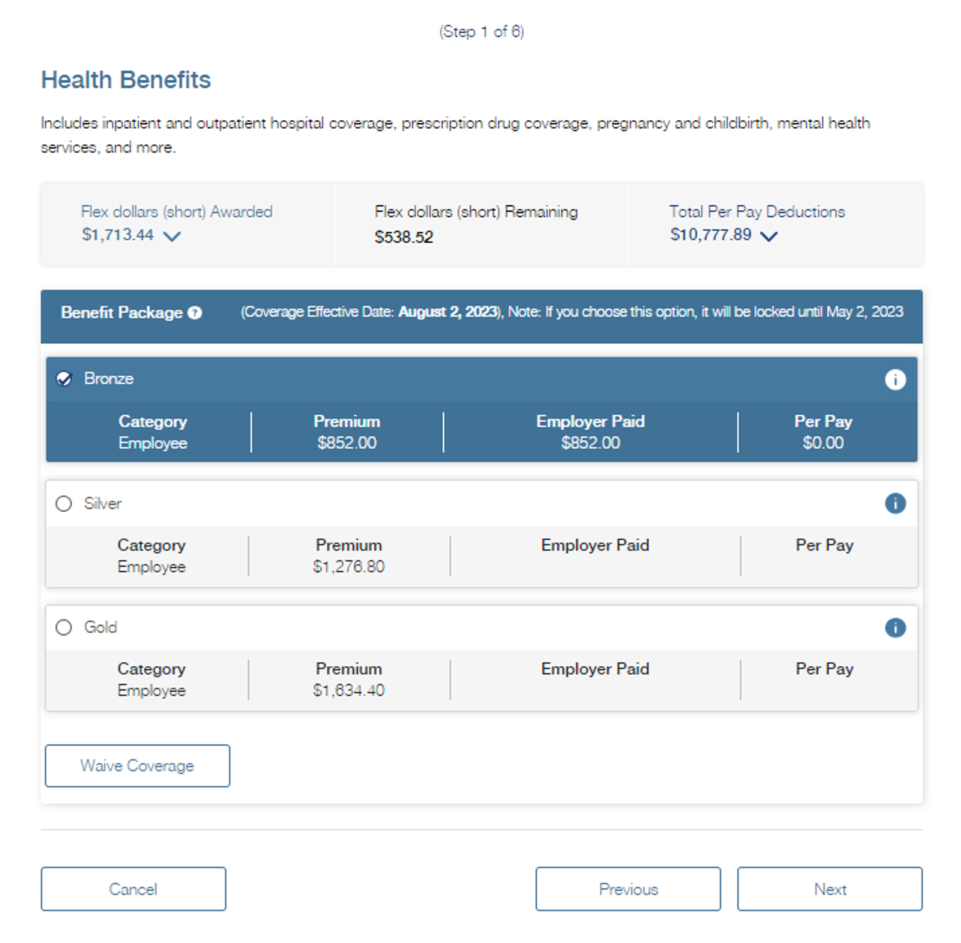 (Step 1 of 6)
Health Benefits
Includes inpatient and outpatient hospital coverage, prescription drug coverage, pregnancy and childbirth, mental health
services, and more.
Flex dollars (short) Awarded
$1,713.44
Flex dollars (short) Remaining
$538.52
Total Per Pay Deductions
$10,777.89
Benefit Package ? (Coverage Effective Date: August 2, 2023), Note: If you choose this option, it will be locked until May 2, 2023
Bronze i
Category Premium Employer Paid Per Pay
Employee $852.00 $852.00 $0.00
Silver i
Category Premium Employer Paid Per Pay
Employee $1,276.80
Gold i
Category Premium Employer Paid Per Pay
Employee $1,634.40
Waive Coverage
Cancel Previous Next